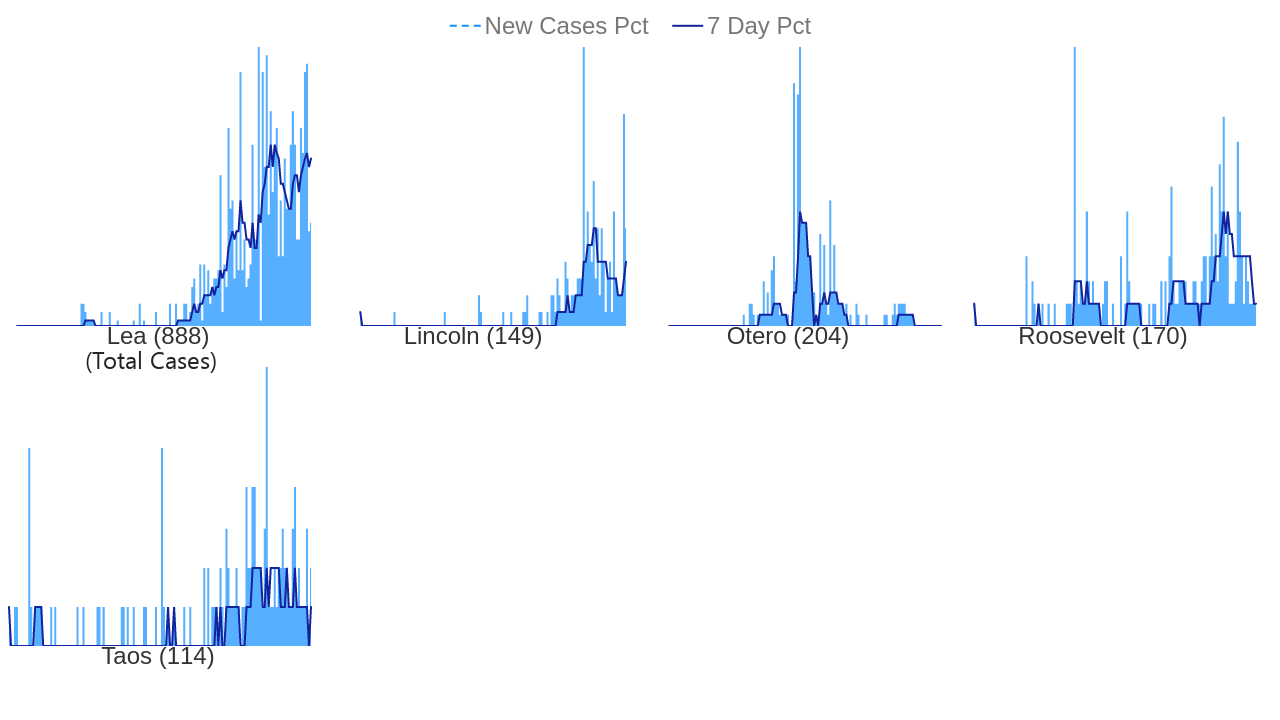 New Cases Pct 7 Day Pct
Lea (888)
(Total Cases)
Lincoln (149)
Otero (204)
Roosevelt (170)
Taos (114)